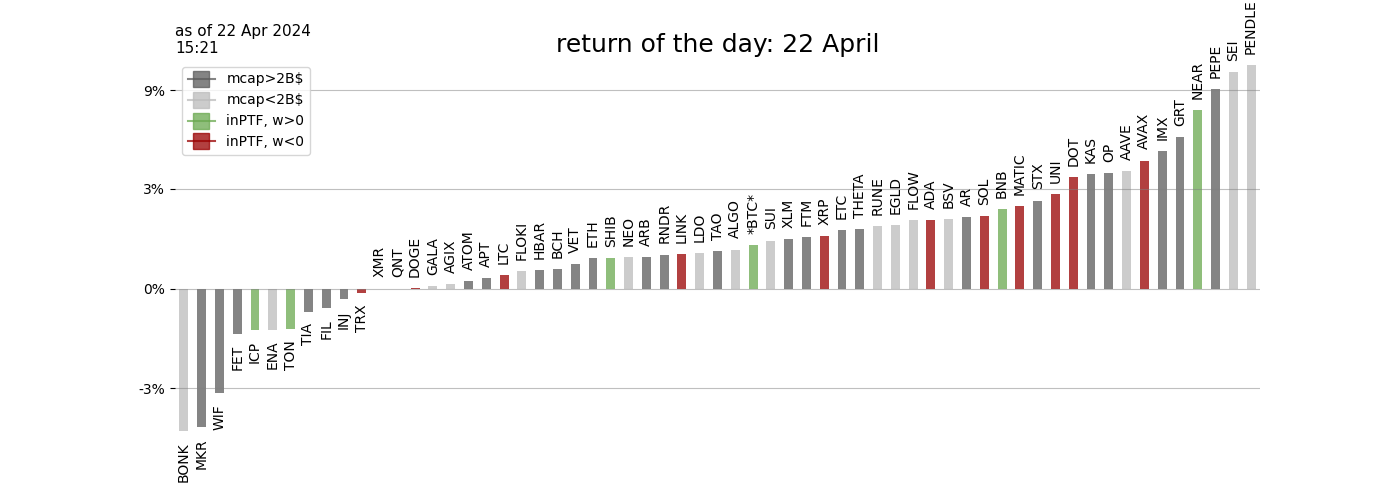 as of 22 Apr 2024
15:21
return of the day: 22 April
mcap>2B$
mcap<2B$
inPTF, w>0
inPTF, w<0
9%
3%
0%
-3%
BONK
MKR
WIF
FET
ICP
ENA
TON
TIA
FIL
INJ
TRX
XMR
QNT
DOGE
GALA
AGIX
ATOM
APT
LTC
FLOKI
HBAR
BCH
VET
ETH
SHIB
NEO
ARB
RNDR
LINK
LDO
TAO
ALGO
*BTC*
SUI
XLM
FTM
XRP
ETC
THETA
RUNE
EGLD
FLOW
ADA
BSV
AR
SOL
BNB
MATIC
STX
UNI
DOT
KAS
OP
AAVE
AVAX
IMX
GRT
NEAR
PEPE
SEI
PENDLE